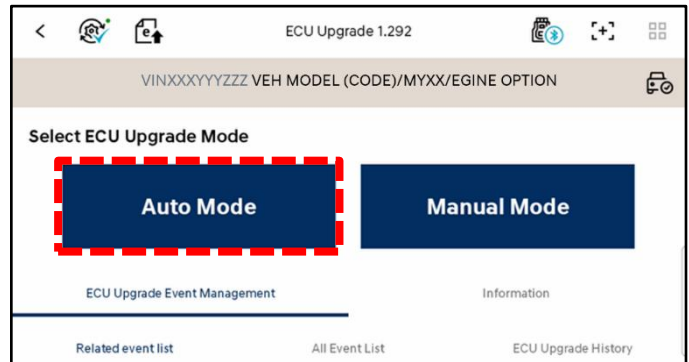 ECU Upgrade 1.292
VINXXXYYYZZZ VEH MODEL (CODE)/MYXX/EGINE OPTION
Select ECU Upgrade Mode
Auto Mode
Manual Mode
ECU Upgrade Event Management
Information
Related event list
All Event List
ECU Upgrade History